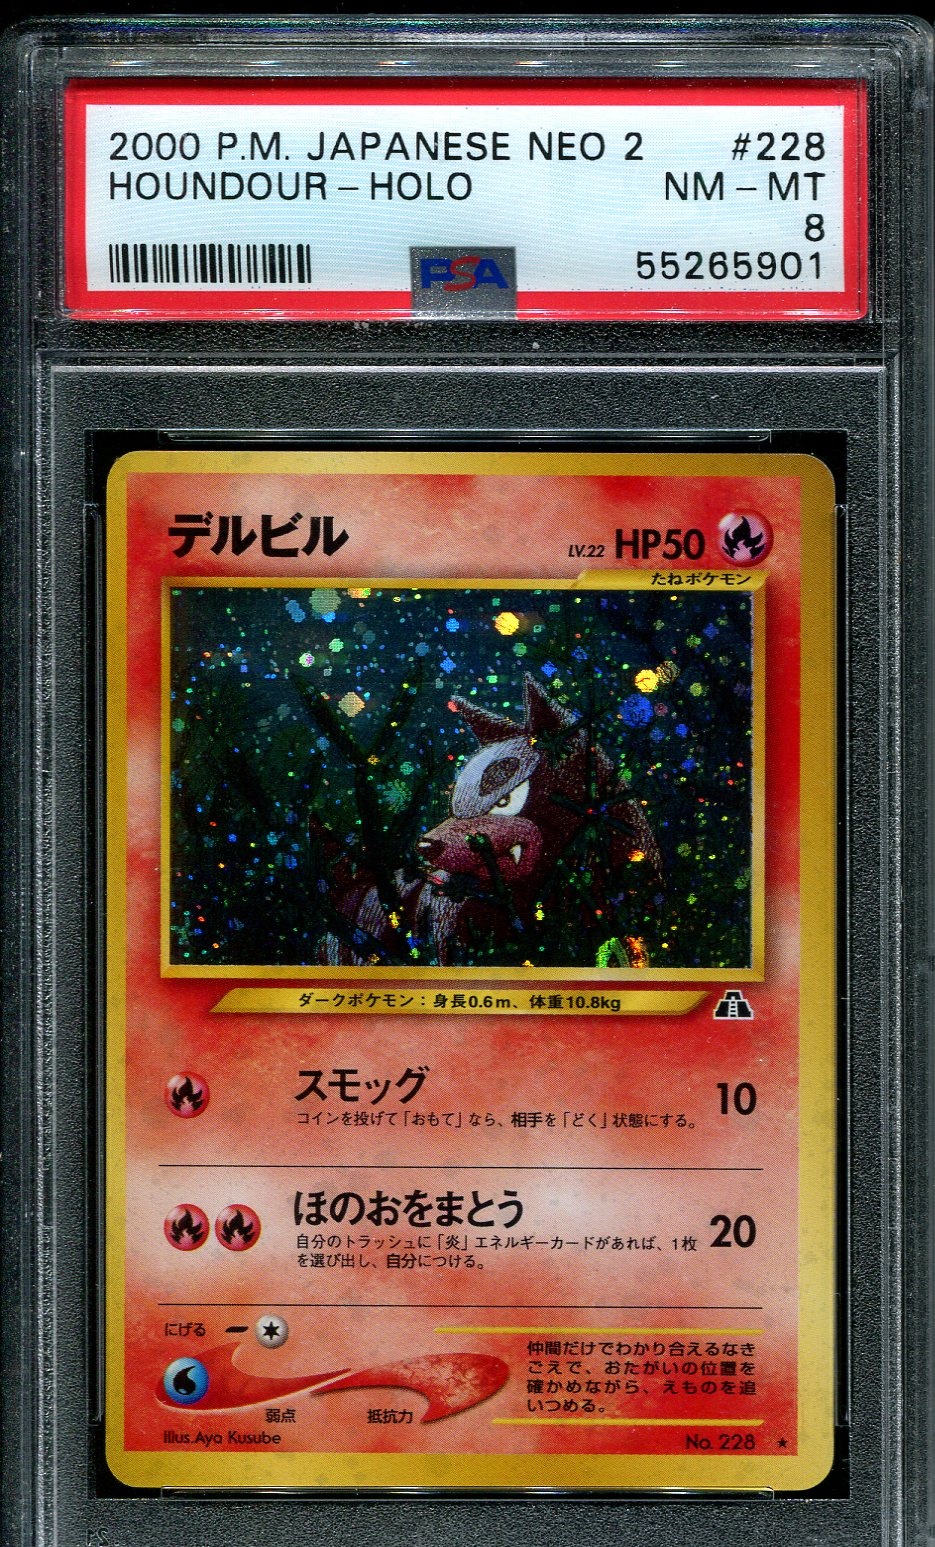 2000 P.M. JAPANESE NEO 2 #228
HOUNDOUR - HOLO NM - MT
8
PSA 55265901
デルビル LV.22 HP50
たねポケモン
ダークポケモン：身長0.6m、体重10.8kg
スモッグ 10
コインを投げて「おもて」なら、相手を「どく」状態にする。
ほのおをまとう 20
自分のトラッシュに「炎」エネルギーカードがあれば、1枚
を選び出し、自分につける。
にげる
弱点 抵抗力
仲間だけでわかり合えるなき
ごえで、おたがいの位置を
確かめながら、えものを追
いつめる。
Illus. Aya Kusube
No. 228 ★